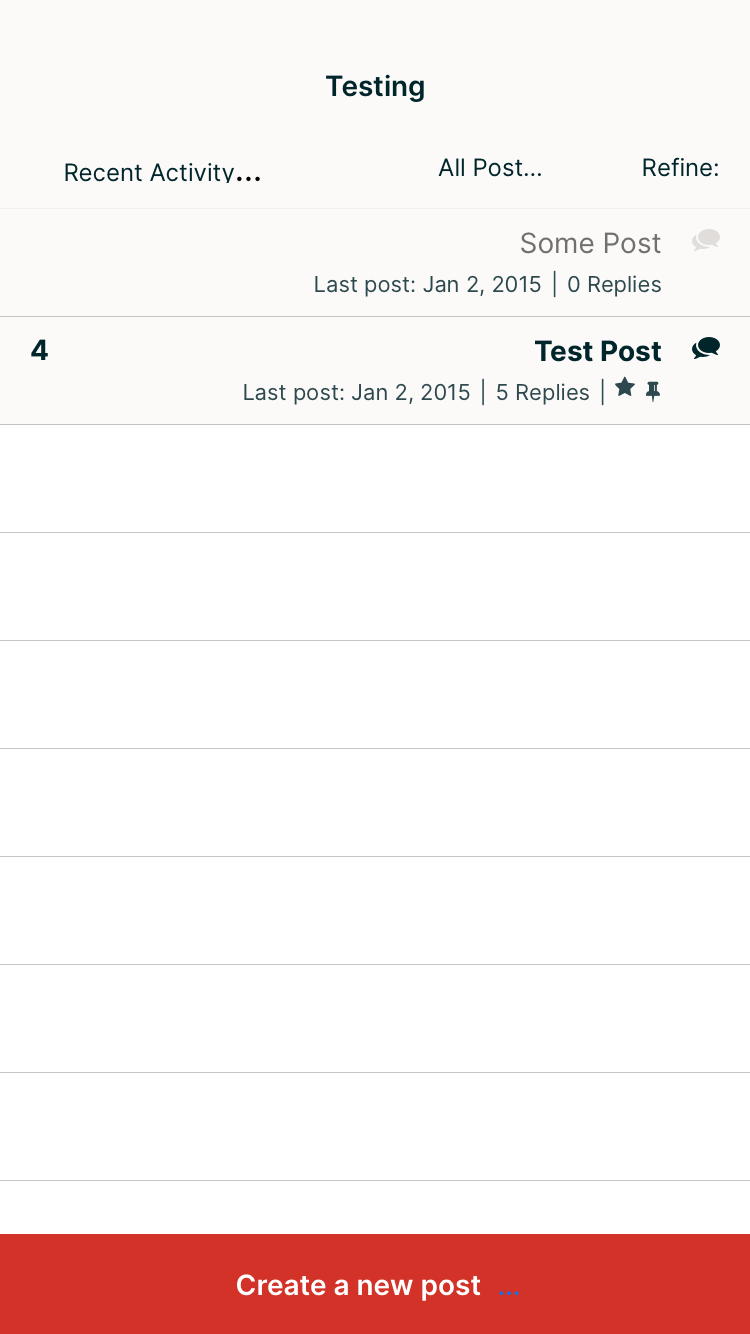 Testing
Recent Activity... All Post... Refine:
Some Post
Last post: Jan 2, 2015 | 0 Replies
4 Test Post
Last post: Jan 2, 2015 | 5 Replies |
Create a new post ...